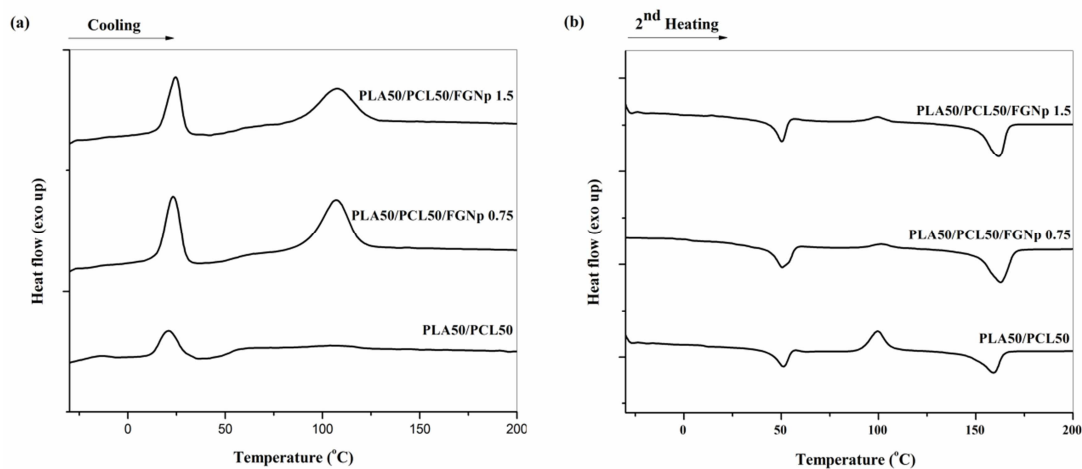 (a)
Cooling
PLA50/PCL50/FGNp 1.5
PLA50/PCL50/FGNp 0.75
PLA50/PCL50
Heat flow (exo up)
0
50
100
150
200
Temperature (°C)
(b)
2nd Heating
PLA50/PCL50/FGNp 1.5
PLA50/PCL50/FGNp 0.75
PLA50/PCL50
Heat flow (exo up)
0
50
100
150
200
Temperature (°C)